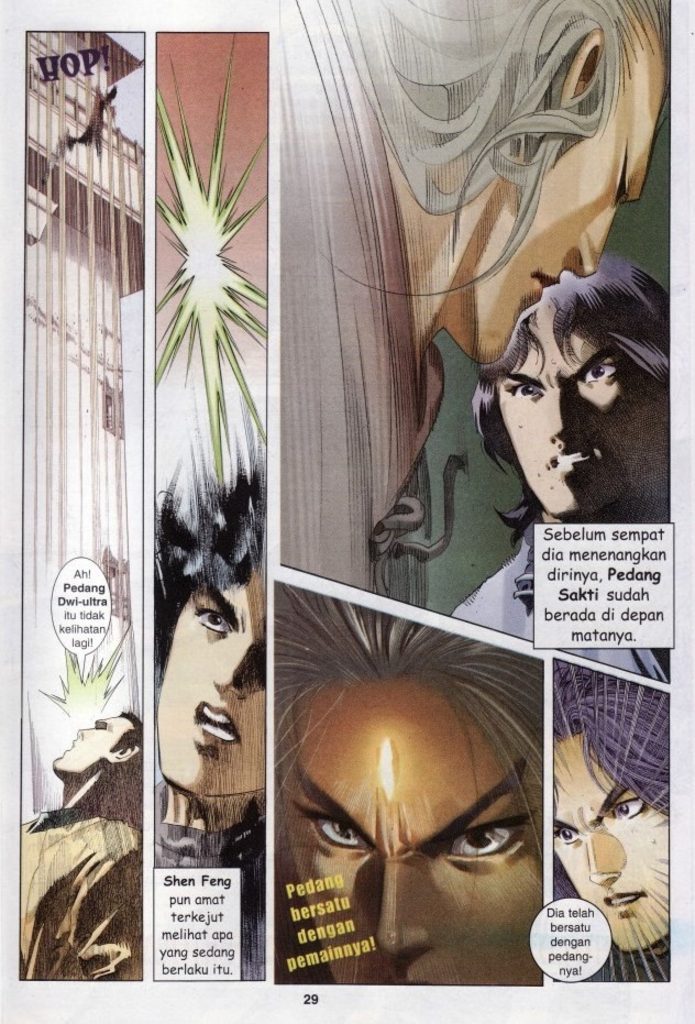 HOP!
Ah!
Pedang
Dwi-ultra
itu tidak
kelihatan
lagi!
Shen Feng
pun amat
terkejut
melihat apa
yang sedang
berlaku itu.
Sebelum sempat
dia menenangkan
dirinya, Pedang
Sakti sudah
berada di depan
matanya.
Pedang
bersatu
dengan
pemainnya!
Dia telah
bersatu
dengan
pedang-
nya!
29